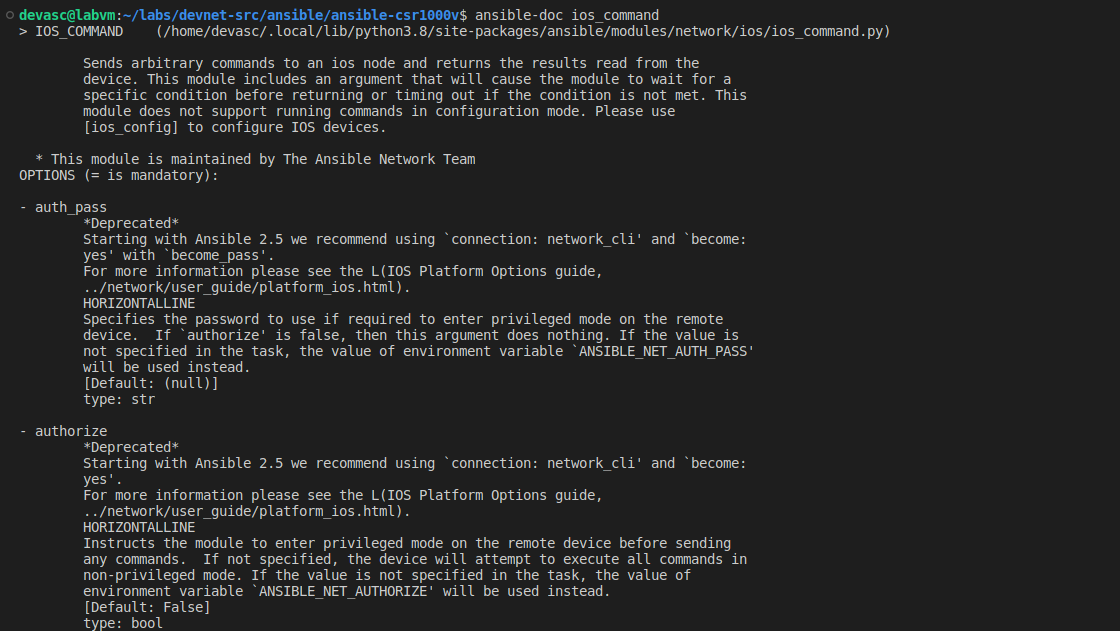 devasc@labvm:~/labs/devnet-src/ansible/ansible-csr1000v$ ansible-doc ios_command
> IOS_COMMAND    (/home/devasc/.local/lib/python3.8/site-packages/ansible/modules/network/ios/ios_command.py)
Sends arbitrary commands to an ios node and returns the results read from the
device. This module includes an argument that will cause the module to wait for a
specific condition before returning or timing out if the condition is not met. This
module does not support running commands in configuration mode. Please use
[ios_config] to configure IOS devices.
* This module is maintained by The Ansible Network Team
OPTIONS (= is mandatory):
- auth_pass
*Deprecated*
Starting with Ansible 2.5 we recommend using `connection: network_cli' and `become:
yes' with `become_pass'.
For more information please see the L(IOS Platform Options guide,
../network/user_guide/platform_ios.html).
HORIZONTALLINE
Specifies the password to use if required to enter privileged mode on the remote
device.  If `authorize' is false, then this argument does nothing. If the value is
not specified in the task, the value of environment variable `ANSIBLE_NET_AUTH_PASS'
will be used instead.
[Default: (null)]
type: str
- authorize
*Deprecated*
Starting with Ansible 2.5 we recommend using `connection: network_cli' and `become:
yes'.
For more information please see the L(IOS Platform Options guide,
../network/user_guide/platform_ios.html).
HORIZONTALLINE
Instructs the module to enter privileged mode on the remote device before sending
any commands.  If not specified, the device will attempt to execute all commands in
non-privileged mode. If the value is not specified in the task, the value of
environment variable `ANSIBLE_NET_AUTHORIZE' will be used instead.
[Default: False]
type: bool